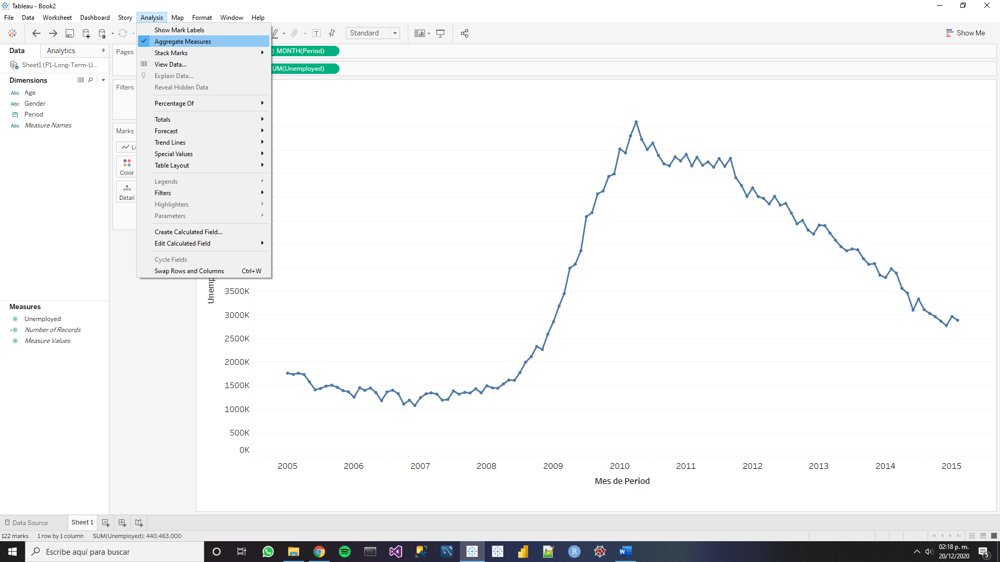 Tableau - Book2
File Data Worksheet Dashboard Story Analysis Map Format Window Help
Standard
Show Me
Data Analytics
Sheet1 (P1-Long-Term-U...
Dimensions
Abc Age
Abc Gender
Period
Abc Measure Names
Measures
Unemployed
Number of Records
Measure Values
Pages
Filters
Marks
Li
Color
Detail
Show Mark Labels
Aggregate Measures
Stack Marks
View Data...
Explain Data...
Reveal Hidden Data
Percentage Of
Totals
Forecast
Trend Lines
Special Values
Table Layout
Legends
Filters
Highlighters
Parameters
Create Calculated Field...
Edit Calculated Field
Cycle Fields
Swap Rows and Columns Ctrl+W
MONTH(Period)
SUM(Unemployed)
Unemp
3500K
3000K
2500K
2000K
1500K
1000K
500K
0K
2005 2006 2007 2008 2009 2010 2011 2012 2013 2014 2015
Mes de Period
Data Source Sheet 1
122 marks 1 row by 1 column SUM(Unemployed): 440,463,000
Escribe aquí para buscar
02:18 p. m.
20/12/2020
5